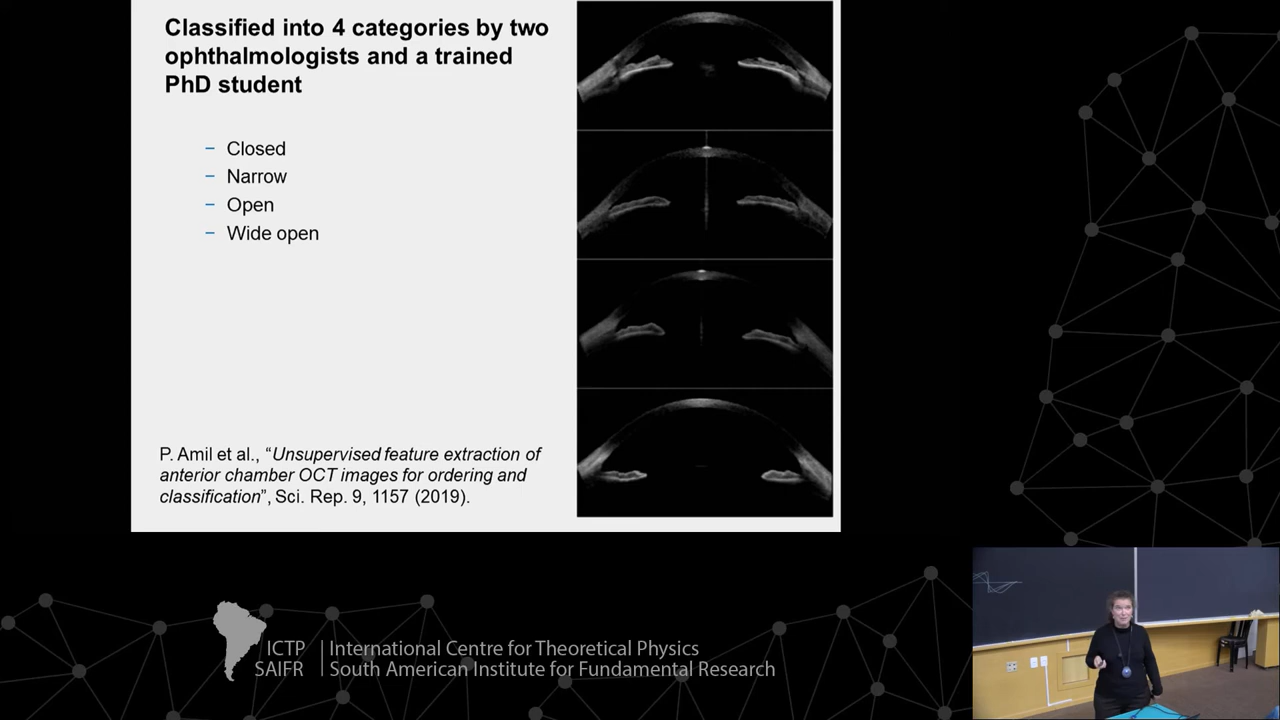 Classified into 4 categories by two
ophthalmologists and a trained
PhD student
− Closed
− Narrow
− Open
− Wide open
P. Amil et al., “Unsupervised feature extraction of
anterior chamber OCT images for ordering and
classification”, Sci. Rep. 9, 1157 (2019).
ICTP
SAIFR
International Centre for Theoretical Physics
South American Institute for Fundamental Research